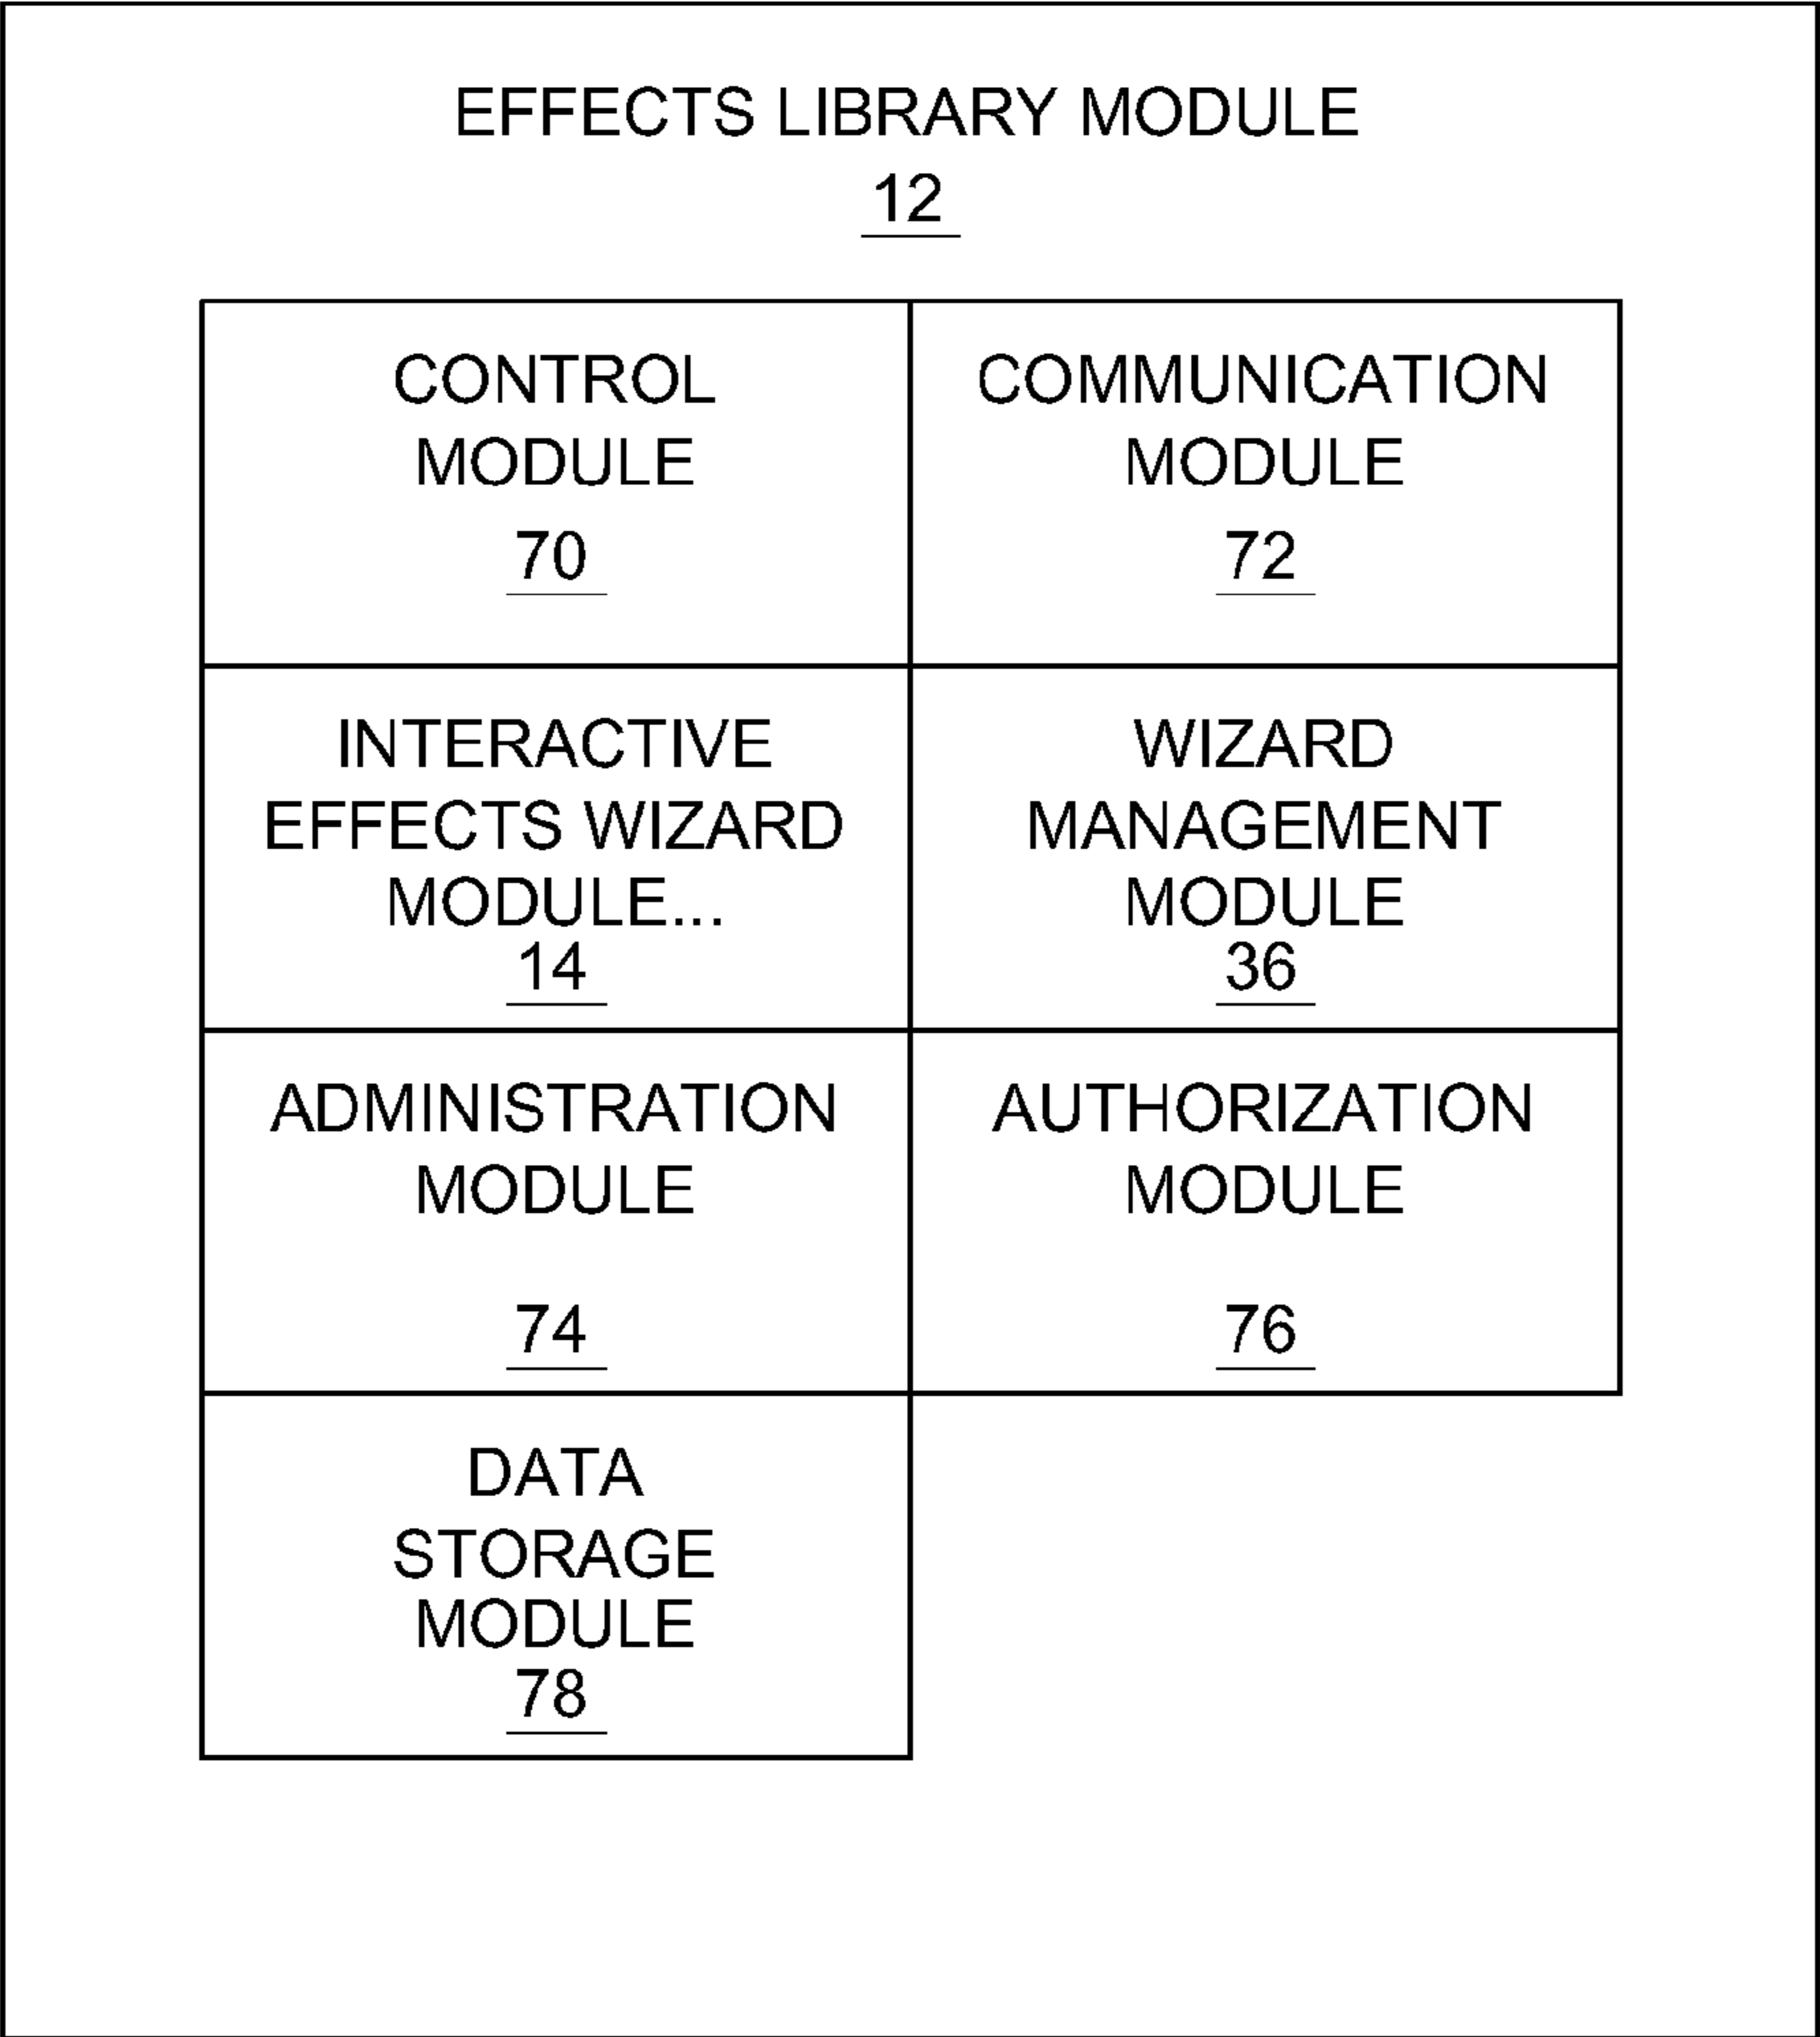 EFFECTS LIBRARY MODULE
12
CONTROL
MODULE
70
COMMUNICATION
MODULE
72
INTERACTIVE
EFFECTS WIZARD
MODULE...
14
WIZARD
MANAGEMENT
MODULE
36
ADMINISTRATION
MODULE
74
AUTHORIZATION
MODULE
76
DATA
STORAGE
MODULE
78